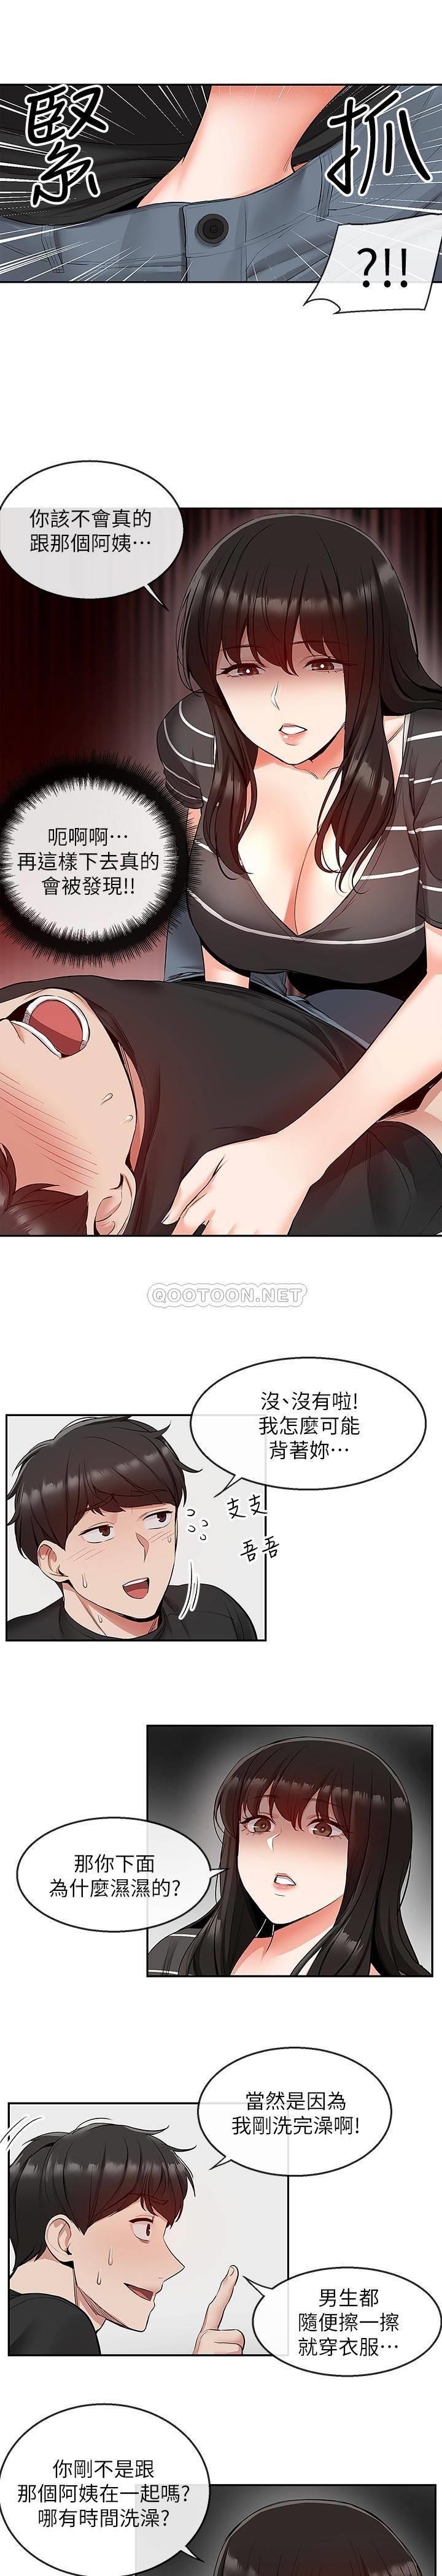 緊 抓
?!!
你該不會真的
跟那個阿姨…
呃啊啊…
再這樣下去真的
會被發現!!
QOOTOON.NET
沒、沒有啦!
我怎麼可能
背著妳…
支支
吾吾
那你下面
為什麼濕濕的?
當然是因為
我剛洗完澡啊!
男生都
隨便擦一擦
就穿衣服…
你剛不是跟
那個阿姨在一起嗎?
哪有時間洗澡?